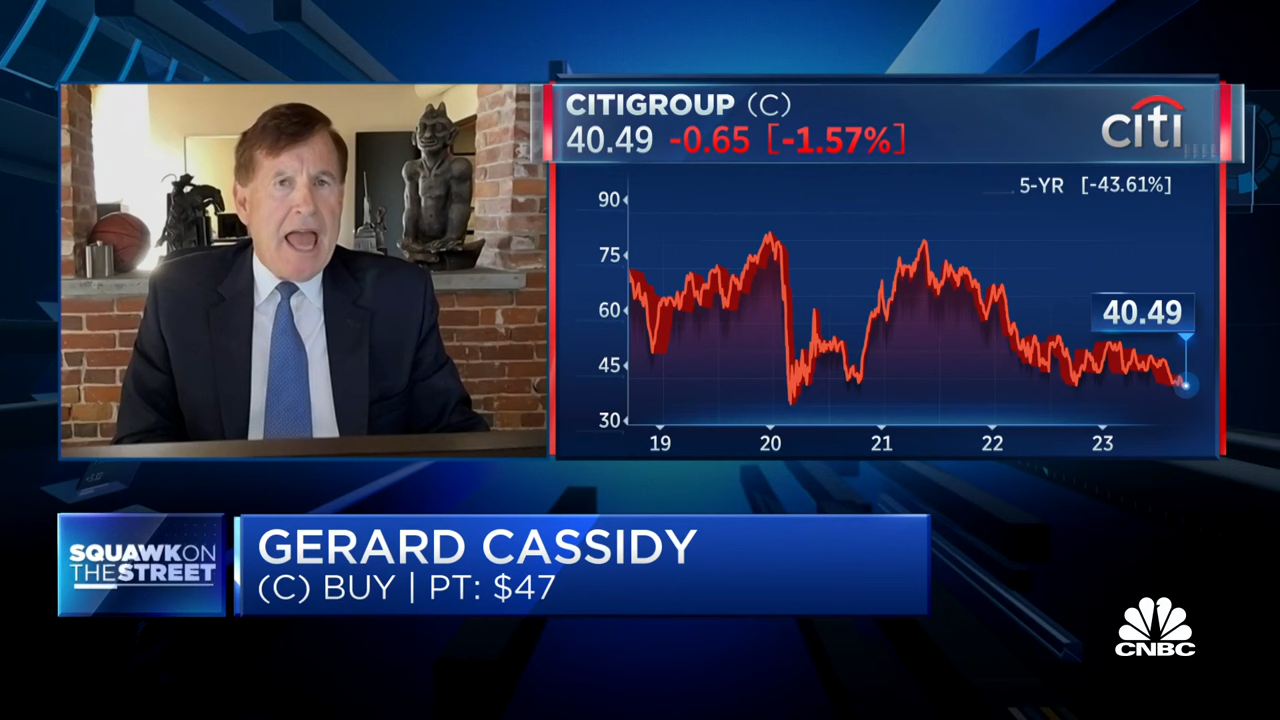 CITIGROUP (C)
40.49 -0.65 [-1.57%]
citi
5-YR [-43.61%]
90
75
60
45
30
40.49
19 20 21 22 23
SQUAWK ON
THE STREET
GERARD CASSIDY
(C) BUY | PT: $47
CNBC